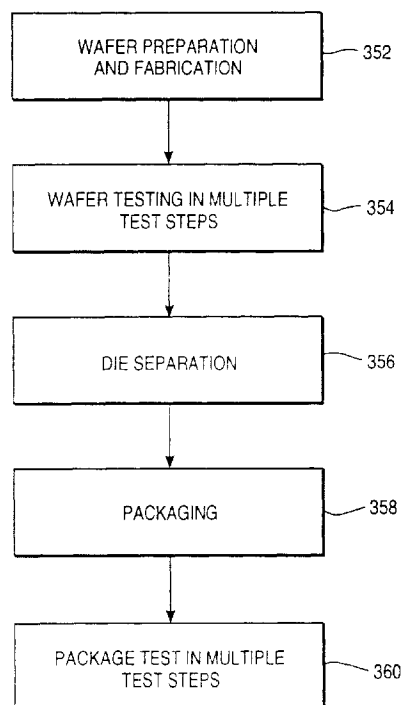 WAFER PREPARATION
AND FABRICATION
352
WAFER TESTING IN MULTIPLE
TEST STEPS
354
DIE SEPARATION
356
PACKAGING
358
PACKAGE TEST IN MULTIPLE
TEST STEPS
360